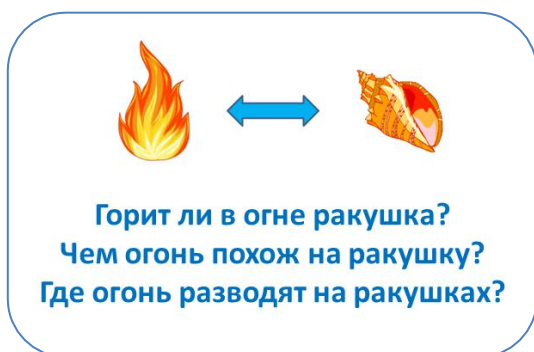 Горит ли в огне ракушка?
Чем огонь похож на ракушку?
Где огонь разводят на ракушках?